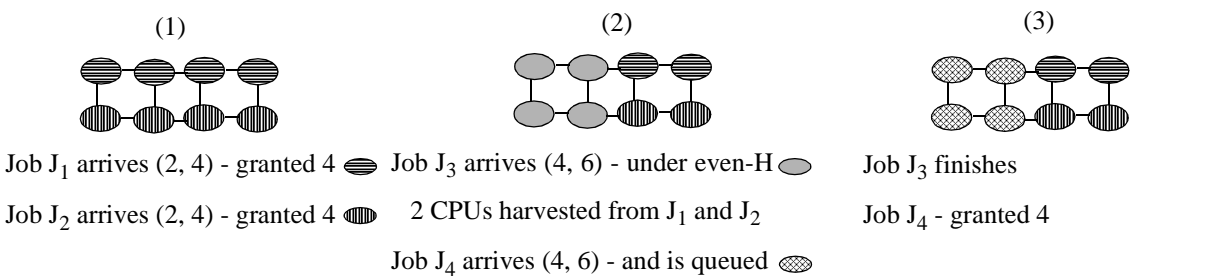 (1)
Job J1 arrives (2, 4) - granted 4
Job J2 arrives (2, 4) - granted 4
(2)
Job J3 arrives (4, 6) - under even-H
2 CPUs harvested from J1 and J2
Job J4 arrives (4, 6) - and is queued
(3)
Job J3 finishes
Job J4 - granted 4